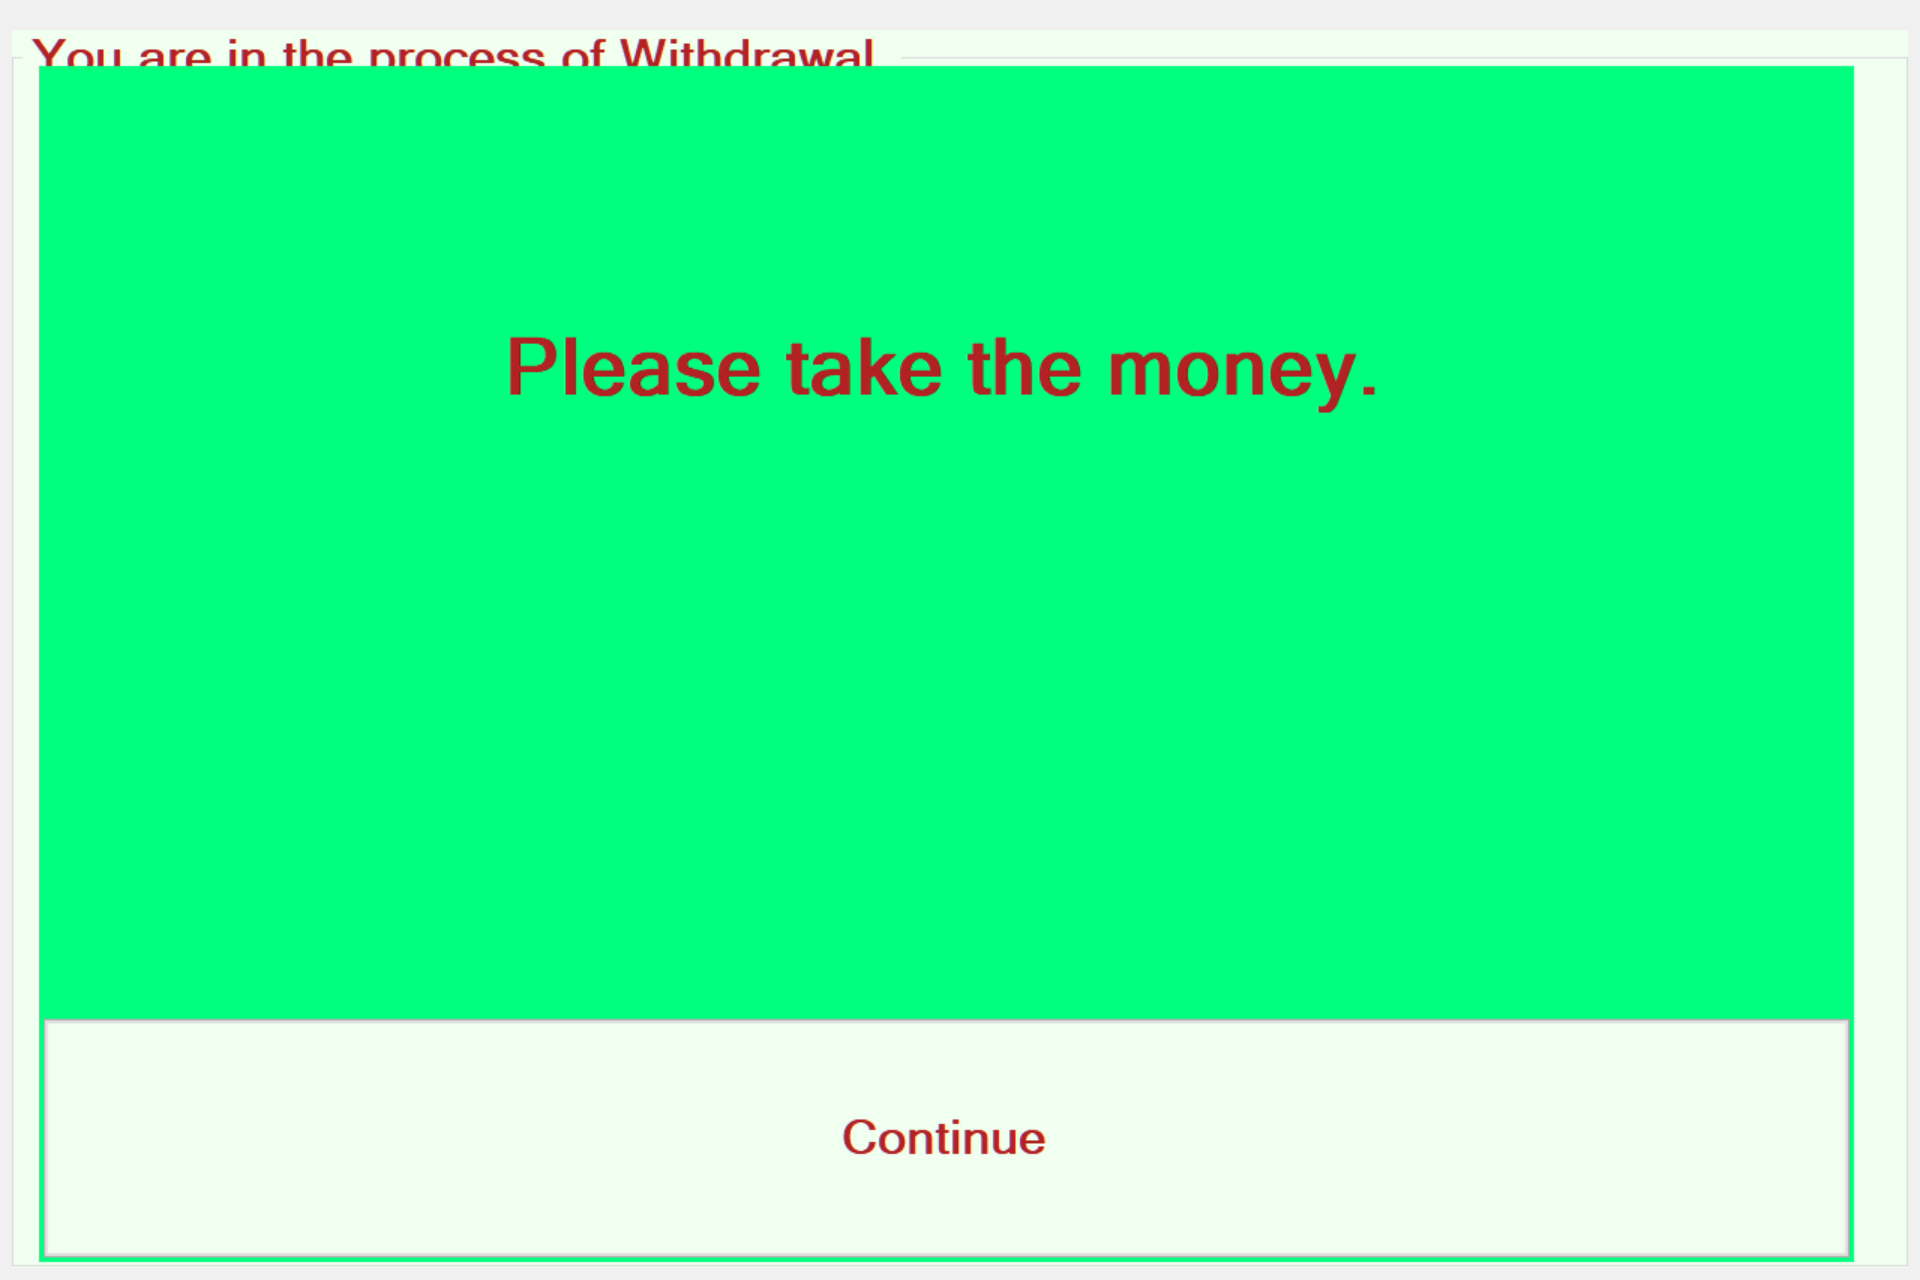 You are in the process of Withdrawal
Please take the money.
Continue